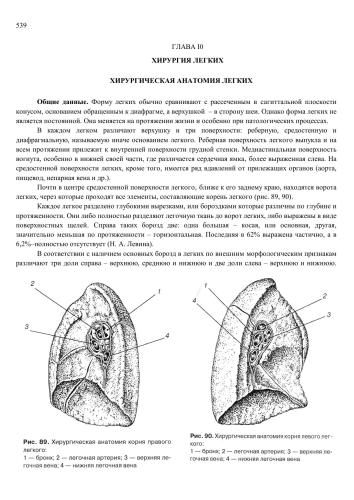 539
ГЛАВА 10
ХИРУРГИЯ ЛЕГКИХ
ХИРУРГИЧЕСКАЯ АНАТОМИЯ ЛЕГКИХ
Общие данные. Форму легких обычно сравнивают с рассеченным в сагиттальной плоскости
конусом, основанием обращенным к диафрагме, а верхушкой – в сторону шеи. Однако форма легких не
является постоянной. Она меняется на протяжении жизни и особенно при патологических процессах.
В каждом легком различают верхушку и три поверхности: реберную, средостенную и
диафрагмальную, называемую иначе основанием легкого. Реберная поверхность легкого выпукла и на
всем протяжении прилежит к внутренней поверхности грудной стенки. Медиастинальная поверхность
вогнута, особенно в нижней своей части, где различается сердечная ямка, более выраженная слева. На
средостенной поверхности легких, кроме того, имеется ряд вдавлений от прилежащих органов (аорта,
пищевод, непарная вена и др.).
Почти в центре средостенной поверхности легкого, ближе к его заднему краю, находятся ворота
легких, через которые проходят все элементы, составляющие корень легкого (рис. 89, 90).
Каждое легкое разделено глубокими вырезками, или бороздками которые различны по глубине и
протяженности. Они либо полностью разделяют легочную ткань до ворот легких, либо выражены в виде
поверхностных щелей. Справа таких борозд две: одна большая – косая, или основная, другая,
значительно меньшая по протяженности – горизонтальная. Последняя в 62% выражена частично, а в
6,2%–полностью отсутствует (Н. А. Левина).
В соответствии с наличием основных борозд в легких по внешним морфологическим признакам
различают три доли справа – верхнюю, среднюю и нижнюю и две доли слева – верхнюю и нижнюю.
2
1
3
4
1
2
3
4
Рис. 89. Хирургическая анатомия корня правого
легкого:
1 — бронх; 2 — легочная артерия; 3 — верхняя ле-
гочная вена; 4 — нижняя легочная вена
Рис. 90. Хирургическая анатомия корня левого лег-
кого:
1 — бронх; 2 — легочная артерия; 3 — верхняя ле-
гочная вена; 4 — нижняя легочная вена